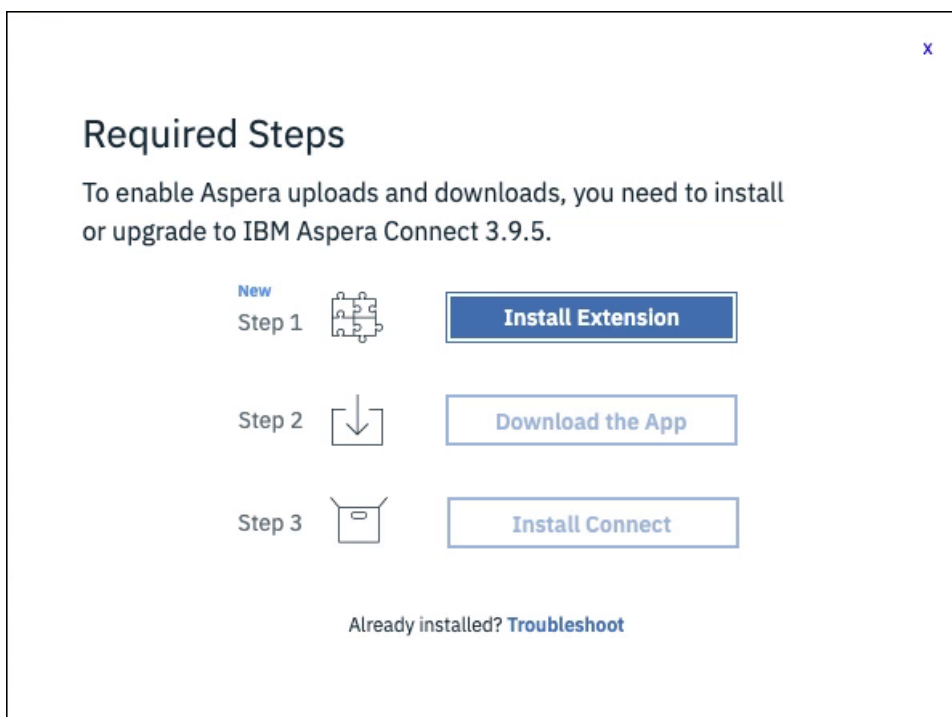 X
Required Steps
To enable Aspera uploads and downloads, you need to install
or upgrade to IBM Aspera Connect 3.9.5.
New
Step 1
Install Extension
Step 2
Download the App
Step 3
Install Connect
Already installed? Troubleshoot